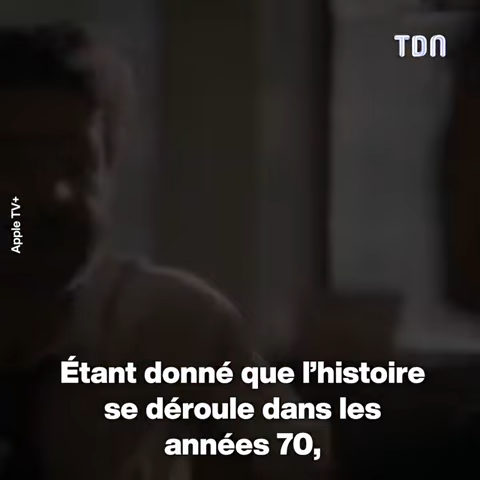 TDN
Apple TV+
Étant donné que l’histoire
se déroule dans les
années 70,